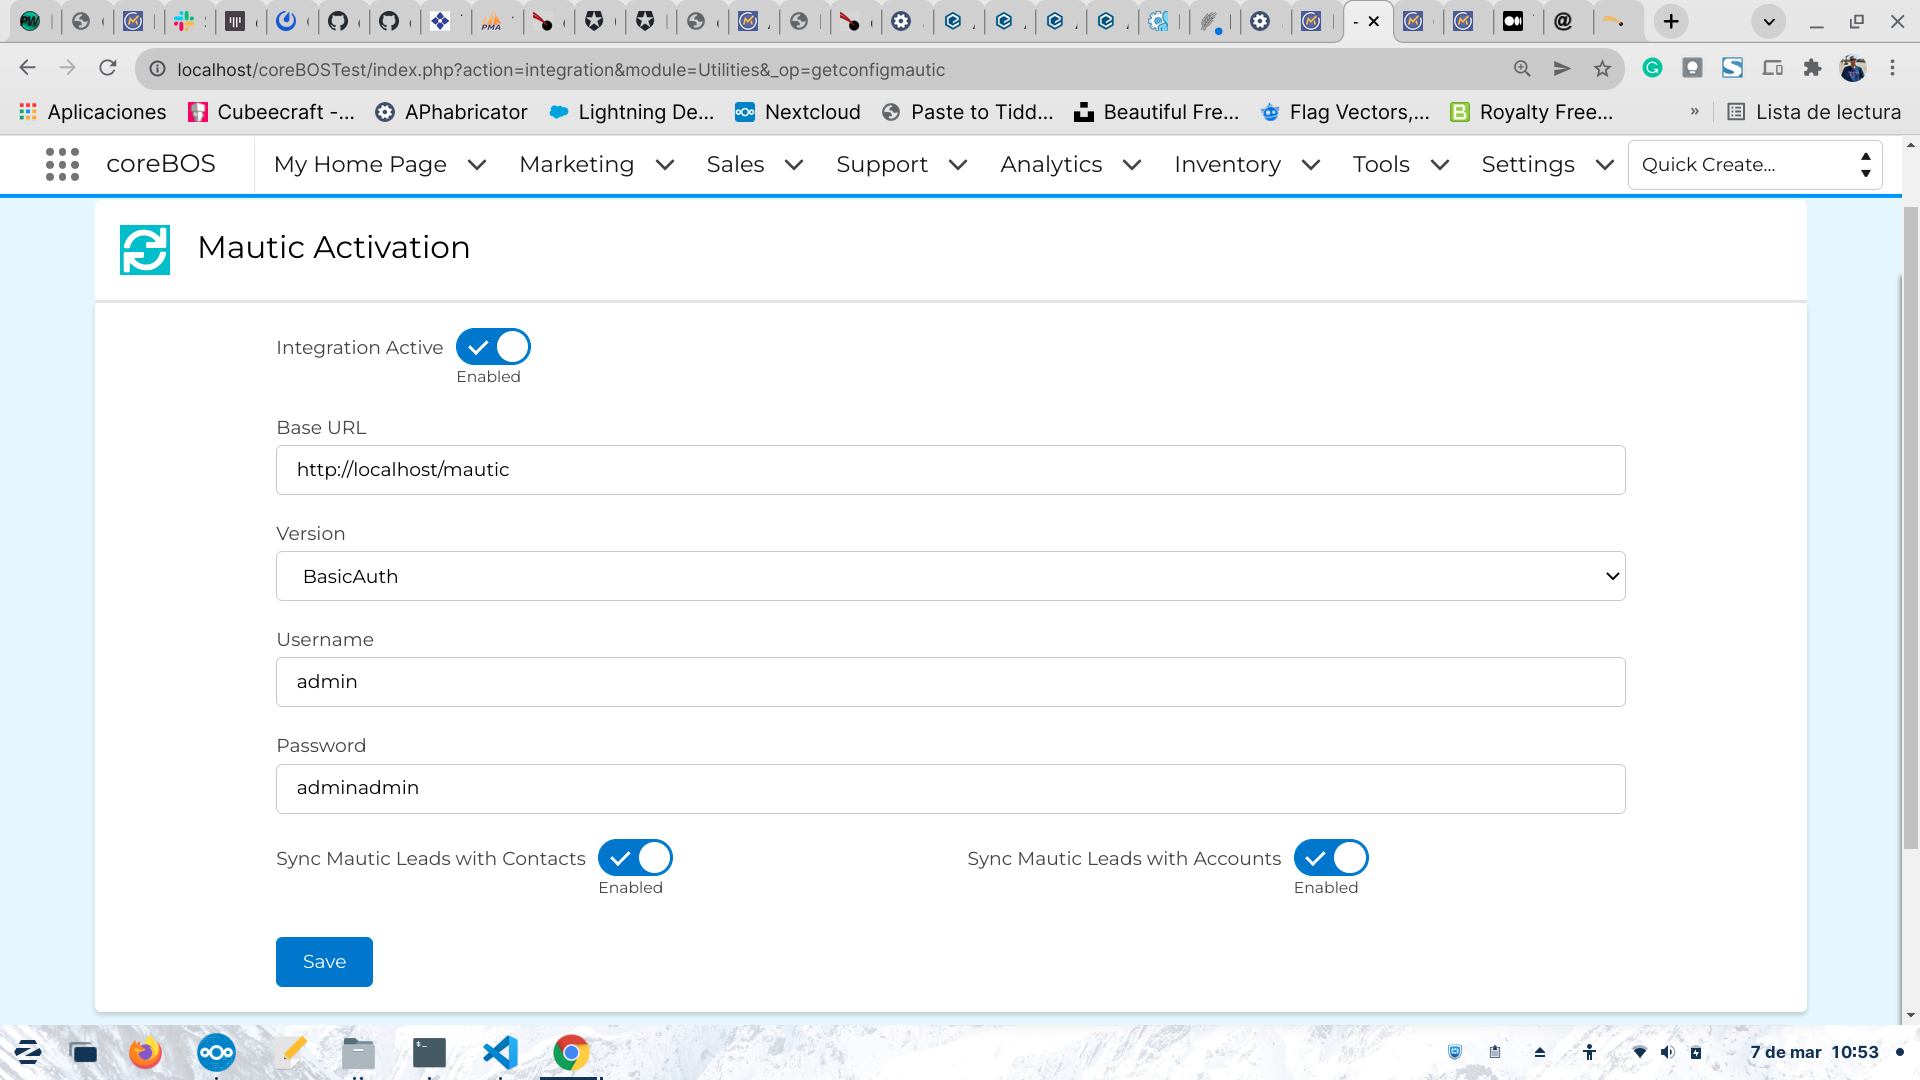 localhost/coreBOSTest/index.php?action=integration&module=Utilities&_op=getconfigmautic
Aplicaciones
Cubeecraft -...
APhabricator
Lightning De...
Nextcloud
Paste to Tidd...
Beautiful Fre...
Flag Vectors,...
Royalty Free...
»
Lista de lectura
coreBOS
My Home Page
Marketing
Sales
Support
Analytics
Inventory
Tools
Settings
Quick Create...
Mautic Activation
Integration Active
Enabled
Base URL
http://localhost/mautic
Version
BasicAuth
Username
admin
Password
adminadmin
Sync Mautic Leads with Contacts
Enabled
Sync Mautic Leads with Accounts
Enabled
Save
7 de mar 10:53